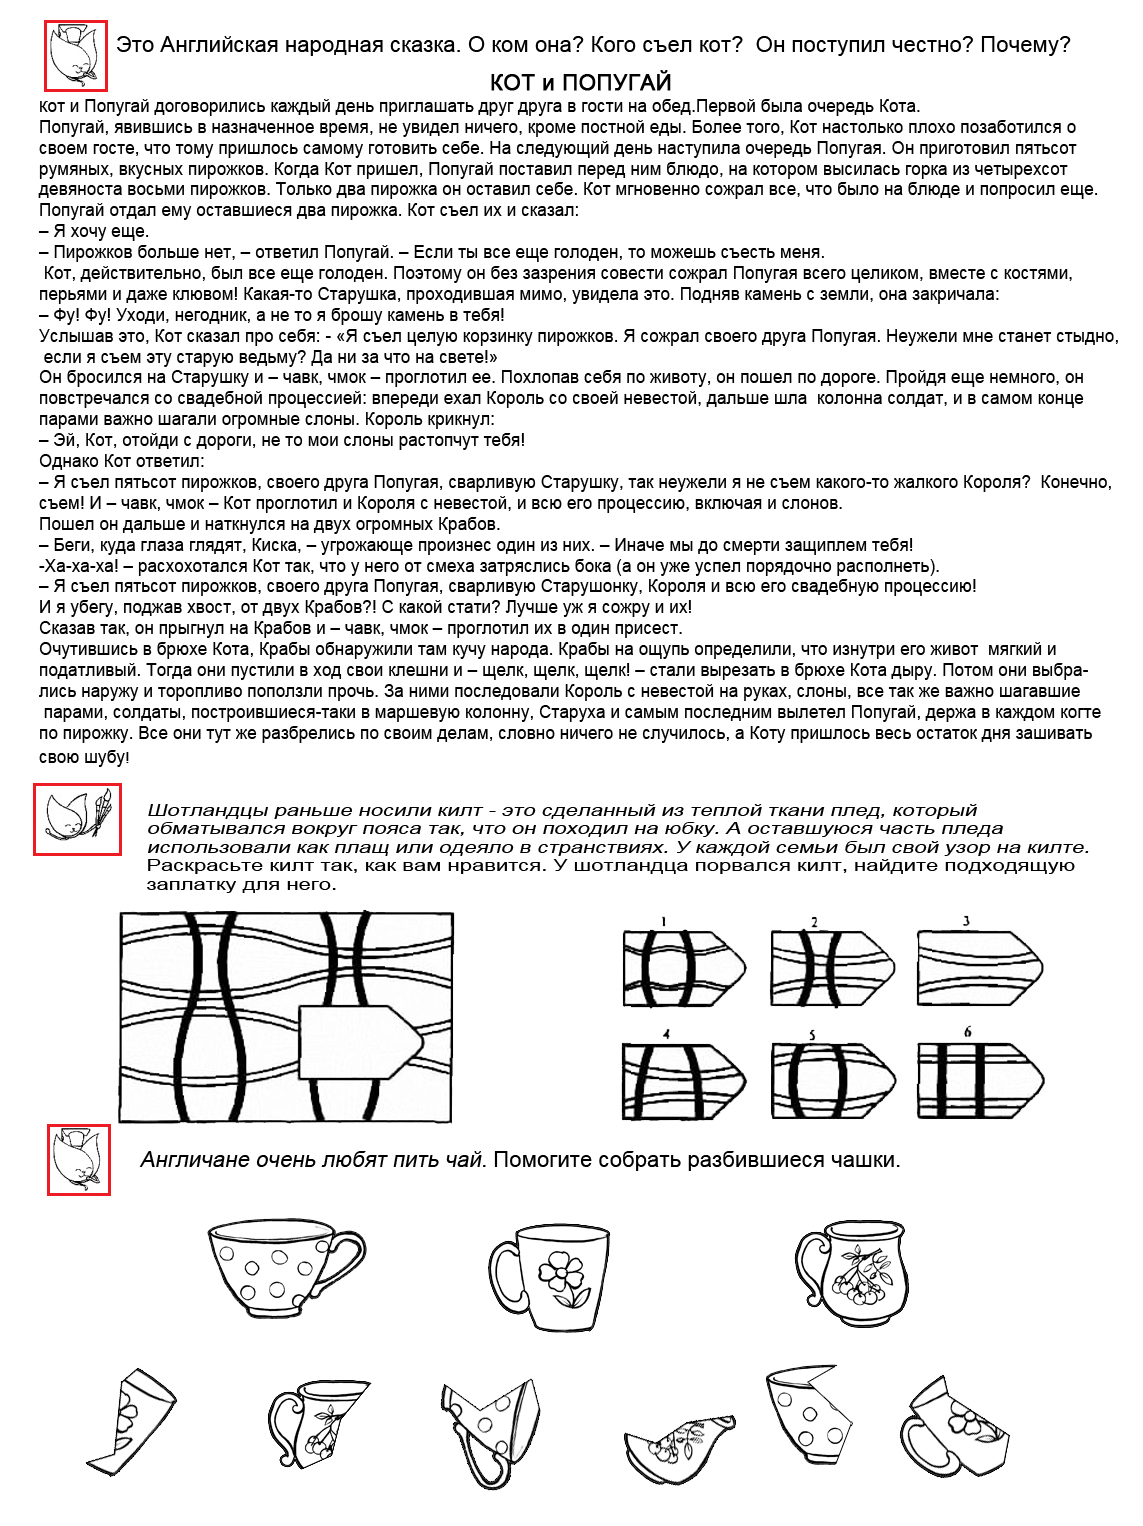 Это Английская народная сказка. О ком она? Кого съел кот?  Он поступил честно? Почему?
КОТ и ПОПУГАЙ
Кот и Попугай договорились каждый день приглашать друг друга в гости на обед.Первой была очередь Кота.
Попугай, явившись в назначенное время, не увидел ничего, кроме постной еды. Более того, Кот настолько плохо позаботился о
своем госте, что тому пришлось самому готовить себе. На следующий день наступила очередь Попугая. Он приготовил пятьсот
румяных, вкусных пирожков. Когда Кот пришел, Попугай поставил перед ним блюдо, на котором высилась горка из четырехсот
девяноста восьми пирожков. Только два пирожка он оставил себе. Кот мгновенно сожрал все, что было на блюде и попросил еще.
Попугай отдал ему оставшиеся два пирожка. Кот съел их и сказал:
– Я хочу еще.
– Пирожков больше нет, – ответил Попугай. – Если ты все еще голоден, то можешь съесть меня.
Кот, действительно, был все еще голоден. Поэтому он без зазрения совести сожрал Попугая всего целиком, вместе с костями,
перьями и даже клювом! Какая-то Старушка, проходившая мимо, увидела это. Подняв камень с земли, она закричала:
– Фу! Фу! Уходи, негодник, а не то я брошу камень в тебя!
Услышав это, Кот сказал про себя: - «Я съел целую корзинку пирожков. Я сожрал своего друга Попугая. Неужели мне станет стыдно,
если я съем эту старую ведьму? Да ни за что на свете!»
Он бросился на Старушку и – чавк, чмок – проглотил ее. Похлопав себя по животу, он пошел по дороге. Пройдя еще немного, он
повстречался со свадебной процессией: впереди ехал Король со своей невестой, дальше шла  колонна солдат, и в самом конце
парами важно шагали огромные слоны. Король крикнул:
– Эй, Кот, отойди с дороги, не то мои слоны растопчут тебя!
Однако Кот ответил:
– Я съел пятьсот пирожков, своего друга Попугая, сварливую Старушку, так неужели я не съем какого-то жалкого Короля?  Конечно,
съем! И – чавк, чмок – Кот проглотил и Короля с невестой, и всю его процессию, включая и слонов.
Пошел он дальше и наткнулся на двух огромных Крабов.
– Беги, куда глаза глядят, Киска, – угрожающе произнес один из них. – Иначе мы до смерти защиплем тебя!
-Ха-ха-ха! – расхохотался Кот так, что у него от смеха затряслись бока (а он уже успел порядочно располнеть).
– Я съел пятьсот пирожков, своего друга Попугая, сварливую Старушонку, Короля и всю его свадебную процессию!
И я убегу, поджав хвост, от двух Крабов?! С какой стати? Лучше уж я сожру и их!
Сказав так, он прыгнул на Крабов и – чавк, чмок – проглотил их в один присест.
Очутившись в брюхе Кота, Крабы обнаружили там кучу народа. Крабы на ощупь определили, что изнутри его живот  мягкий и
податливый. Тогда они пустили в ход свои клешни и – щелк, щелк, щелк! – стали вырезать в брюхе Кота дыру. Потом они выбра-
лись наружу и торопливо поползли прочь. За ними последовали Король с невестой на руках, слоны, все так же важно шагавшие
парами, солдаты, построившиеся-таки в маршевую колонну, Старуха и самым последним вылетел Попугай, держа в каждом когте
по пирожку. Все они тут же разбрелись по своим делам, словно ничего не случилось, а Коту пришлось весь остаток дня зашивать
свою шубу!
Шотландцы раньше носили килт - это сделанный из теплой ткани плед, который
обматывался вокруг пояса так, что он походил на юбку. А оставшуюся часть пледа
использовали как плащ или одеяло в странствиях. У каждой семьи был свой узор на килте.
Раскрасьте килт так, как вам нравится. У шотландца порвался килт, найдите подходящую
заплатку для него.
1 2 3
4 5 6
Англичане очень любят пить чай. Помогите собрать разбившиеся чашки.